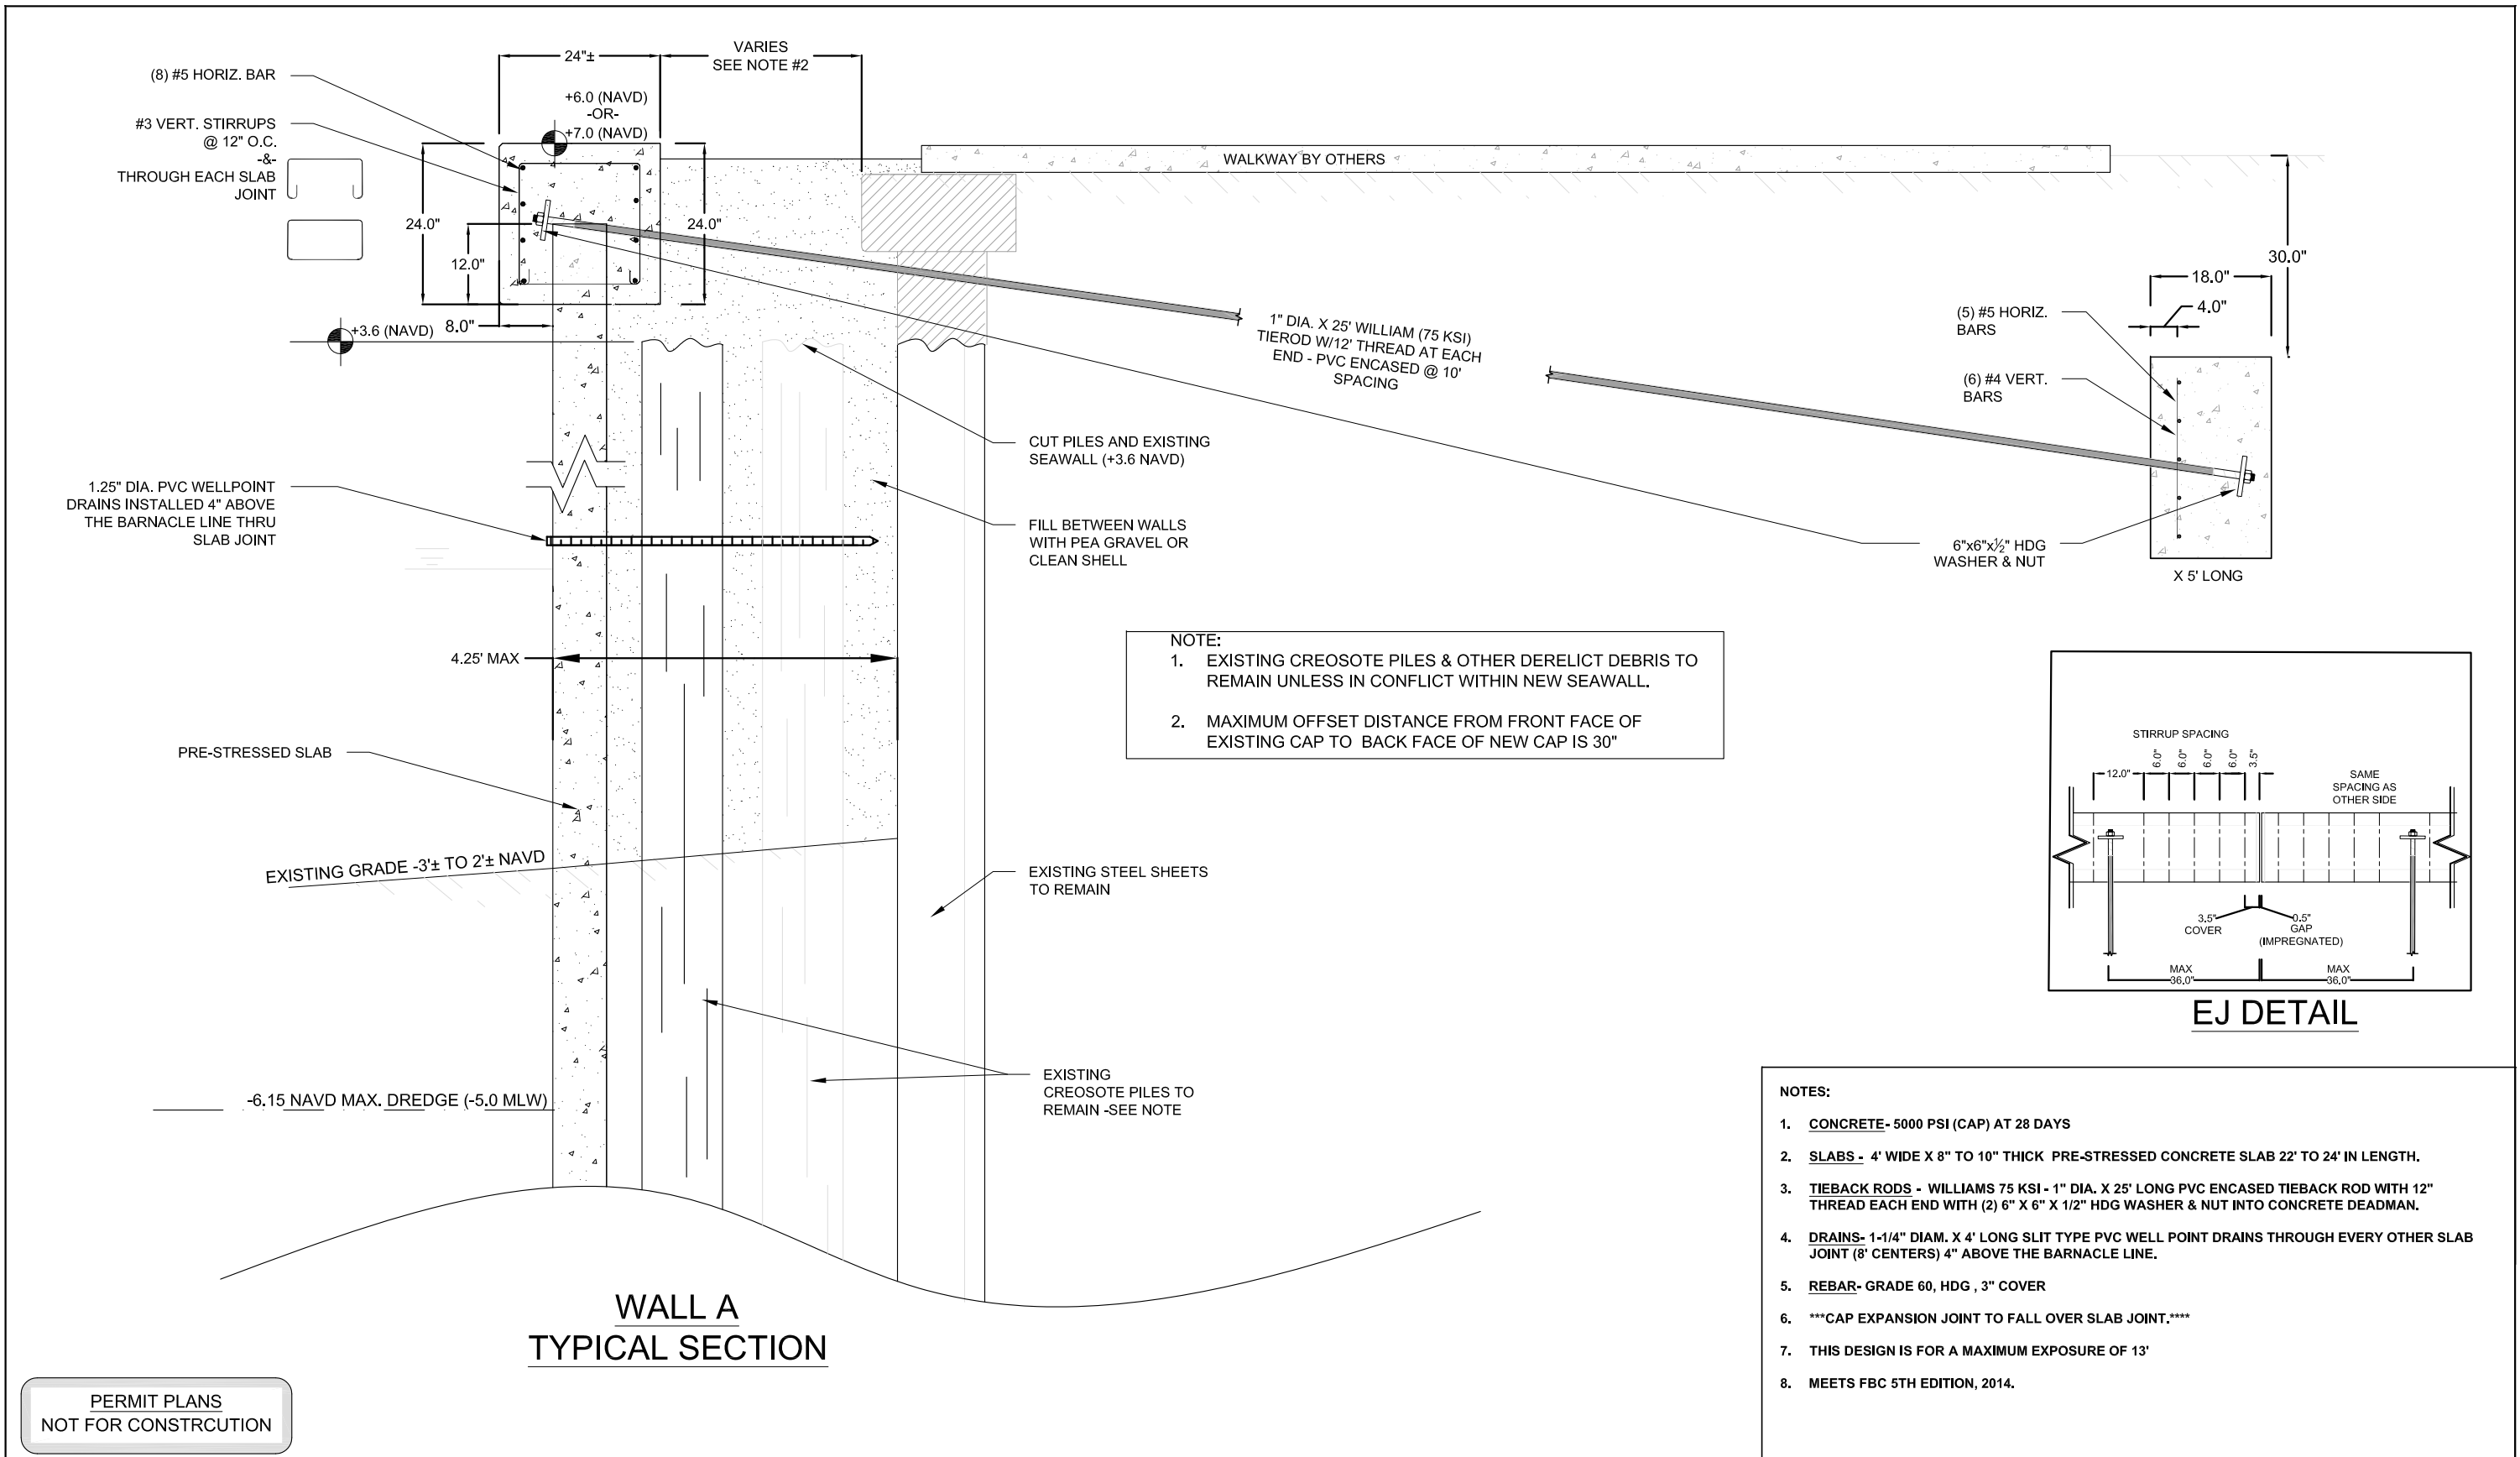 (8) #5 HORIZ. BAR
#3 VERT. STIRRUPS
@ 12" O.C.
-&-
THROUGH EACH SLAB
JOINT
24"±
VARIES
SEE NOTE #2
+6.0 (NAVD)
-OR-
+7.0 (NAVD)
24.0"
12.0"
24.0"
8.0"
+3.6 (NAVD)
WALKWAY BY OTHERS
1" DIA. X 25' WILLIAM (75 KSI)
TIEROD W/12' THREAD AT EACH
END - PVC ENCASED @ 10'
SPACING
30.0"
18.0"
4.0"
(5) #5 HORIZ.
BARS
(6) #4 VERT.
BARS
6"x6"x½" HDG
WASHER & NUT
X 5' LONG
CUT PILES AND EXISTING
SEAWALL (+3.6 NAVD)
1.25" DIA. PVC WELLPOINT
DRAINS INSTALLED 4" ABOVE
THE BARNACLE LINE THRU
SLAB JOINT
FILL BETWEEN WALLS
WITH PEA GRAVEL OR
CLEAN SHELL
4.25' MAX
NOTE:
1. EXISTING CREOSOTE PILES & OTHER DERELICT DEBRIS TO
REMAIN UNLESS IN CONFLICT WITHIN NEW SEAWALL.
2. MAXIMUM OFFSET DISTANCE FROM FRONT FACE OF
EXISTING CAP TO BACK FACE OF NEW CAP IS 30"
PRE-STRESSED SLAB
EXISTING GRADE -3'± TO 2'± NAVD
EXISTING STEEL SHEETS
TO REMAIN
EXISTING
CREOSOTE PILES TO
REMAIN -SEE NOTE
-6.15 NAVD MAX. DREDGE (-5.0 MLW)
STIRRUP SPACING
12.0"
6.0"
6.0"
6.0"
6.0"
3.5"
SAME
SPACING AS
OTHER SIDE
3.5"
COVER
0.5"
GAP
(IMPREGNATED)
MAX
36.0"
MAX
36.0"
EJ DETAIL
WALL A
TYPICAL SECTION
PERMIT PLANS
NOT FOR CONSTRCUTION
NOTES:
1. CONCRETE- 5000 PSI (CAP) AT 28 DAYS
2. SLABS - 4' WIDE X 8" TO 10" THICK PRE-STRESSED CONCRETE SLAB 22' TO 24' IN LENGTH.
3. TIEBACK RODS - WILLIAMS 75 KSI - 1" DIA. X 25' LONG PVC ENCASED TIEBACK ROD WITH 12"
THREAD EACH END WITH (2) 6" X 6" X 1/2" HDG WASHER & NUT INTO CONCRETE DEADMAN.
4. DRAINS- 1-1/4" DIAM. X 4' LONG SLIT TYPE PVC WELL POINT DRAINS THROUGH EVERY OTHER SLAB
JOINT (8' CENTERS) 4" ABOVE THE BARNACLE LINE.
5. REBAR- GRADE 60, HDG , 3" COVER
6. ***CAP EXPANSION JOINT TO FALL OVER SLAB JOINT.****
7. THIS DESIGN IS FOR A MAXIMUM EXPOSURE OF 13'
8. MEETS FBC 5TH EDITION, 2014.